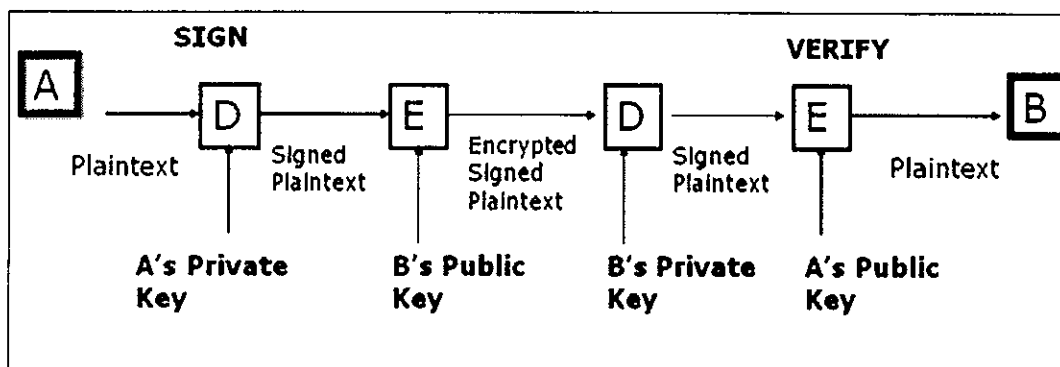 SIGN
VERIFY
A
D
E
D
E
B
Plaintext
Signed
Plaintext
Encrypted
Signed
Plaintext
Signed
Plaintext
Plaintext
A's Private
Key
B's Public
Key
B's Private
Key
A's Public
Key